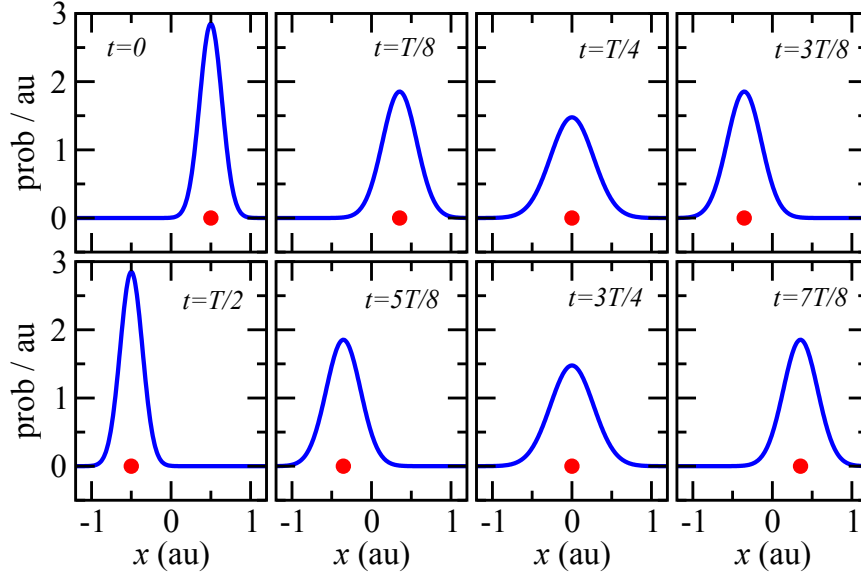 3
2
1
0
prob / au
t=0
t=T/8
t=T/4
t=3T/8
3
2
1
0
prob / au
t=T/2
t=5T/8
t=3T/4
t=7T/8
-1 0 1 -1 0 1 -1 0 1 -1 0 1
x (au) x (au) x (au) x (au)